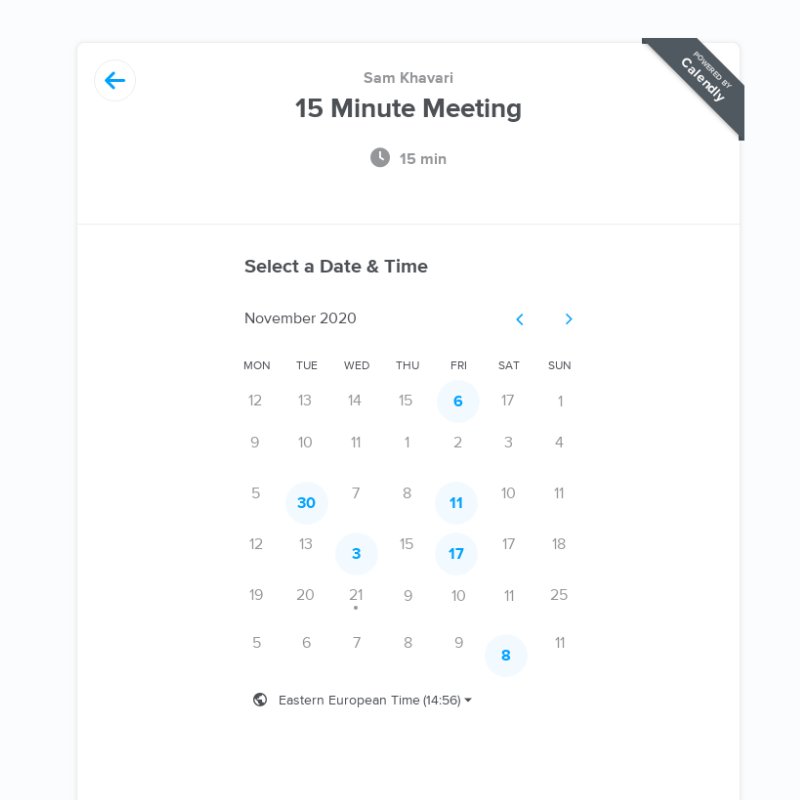 POWERED BY
Calendly
Sam Khavari
15 Minute Meeting
15 min
Select a Date & Time
November 2020
MON TUE WED THU FRI SAT SUN
12 13 14 15 6 17 1
9 10 11 1 2 3 4
5 30 7 8 11 10 11
12 13 3 15 17 17 18
19 20 21 9 10 11 25
5 6 7 8 9 8 11
Eastern European Time (14:56)